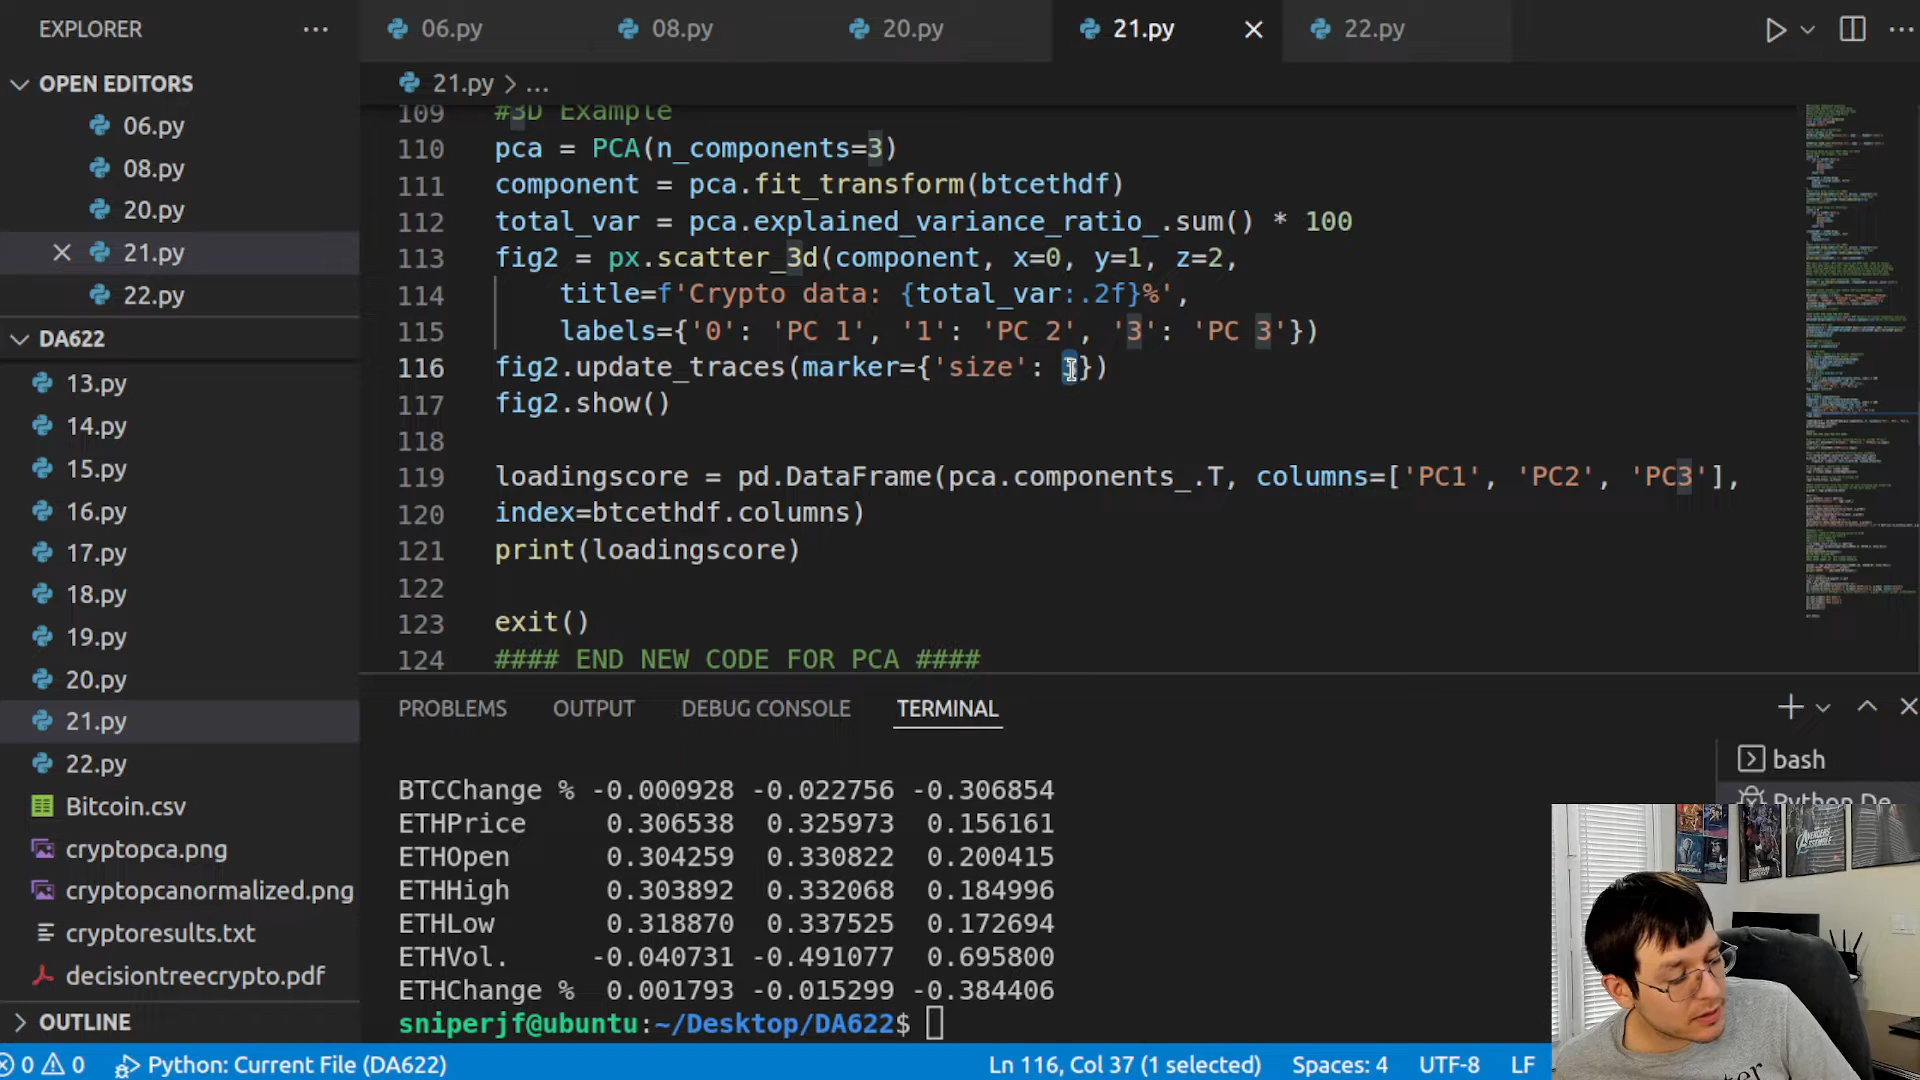 EXPLORER
06.py
08.py
20.py
21.py
22.py
OPEN EDITORS
06.py
08.py
20.py
21.py
22.py
DA622
13.py
14.py
15.py
16.py
17.py
18.py
19.py
20.py
21.py
22.py
Bitcoin.csv
cryptopca.png
cryptopcanormalized.png
cryptoresults.txt
decisiontreecrypto.pdf
OUTLINE
21.py > ...
109 #3D Example
110 pca = PCA(n_components=3)
111 component = pca.fit_transform(btcethdf)
112 total_var = pca.explained_variance_ratio_.sum() * 100
113 fig2 = px.scatter_3d(component, x=0, y=1, z=2,
114 title=f'Crypto data: {total_var:.2f}%',
115 labels={'0': 'PC 1', '1': 'PC 2', '3': 'PC 3'})
116 fig2.update_traces(marker={'size': 3})
117 fig2.show()
118
119 loadingscore = pd.DataFrame(pca.components_.T, columns=['PC1', 'PC2', 'PC3'],
120 index=btcethdf.columns)
121 print(loadingscore)
122
123 exit()
124 #### END NEW CODE FOR PCA ####
PROBLEMS OUTPUT DEBUG CONSOLE TERMINAL
BTCChange % -0.000928 -0.022756 -0.306854
ETHPrice 0.306538 0.325973 0.156161
ETHOpen 0.304259 0.330822 0.200415
ETHHigh 0.303892 0.332068 0.184996
ETHLow 0.318870 0.337525 0.172694
ETHVol. -0.040731 -0.491077 0.695800
ETHChange % 0.001793 -0.015299 -0.384406
sniperjf@ubuntu:~/Desktop/DA622$
bash
Python De
0 0 Python: Current File (DA622)
Ln 116, Col 37 (1 selected) Spaces: 4 UTF-8 LF